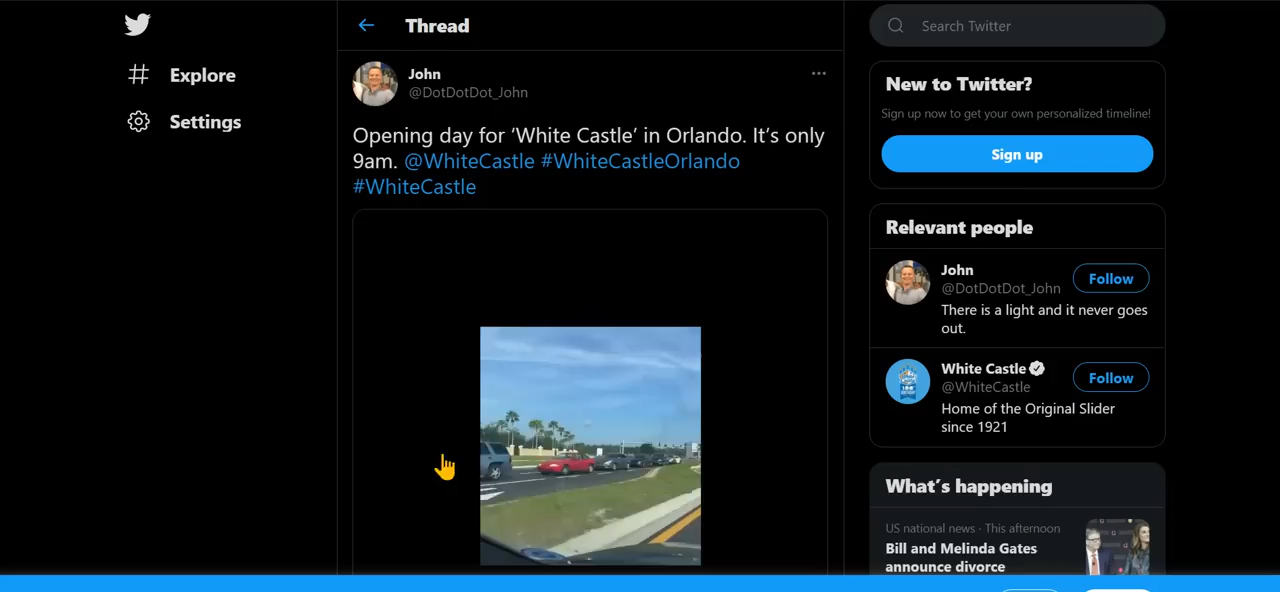 Explore
Settings
Thread
John
@DotDotDot_John
Opening day for ‘White Castle’ in Orlando. It’s only
9am. @WhiteCastle #WhiteCastleOrlando
#WhiteCastle
Search Twitter
New to Twitter?
Sign up now to get your own personalized timeline!
Sign up
Relevant people
John
@DotDotDot_John
Follow
There is a light and it never goes
out.
White Castle
@WhiteCastle
Follow
Home of the Original Slider
since 1921
What’s happening
US national news · This afternoon
Bill and Melinda Gates
announce divorce